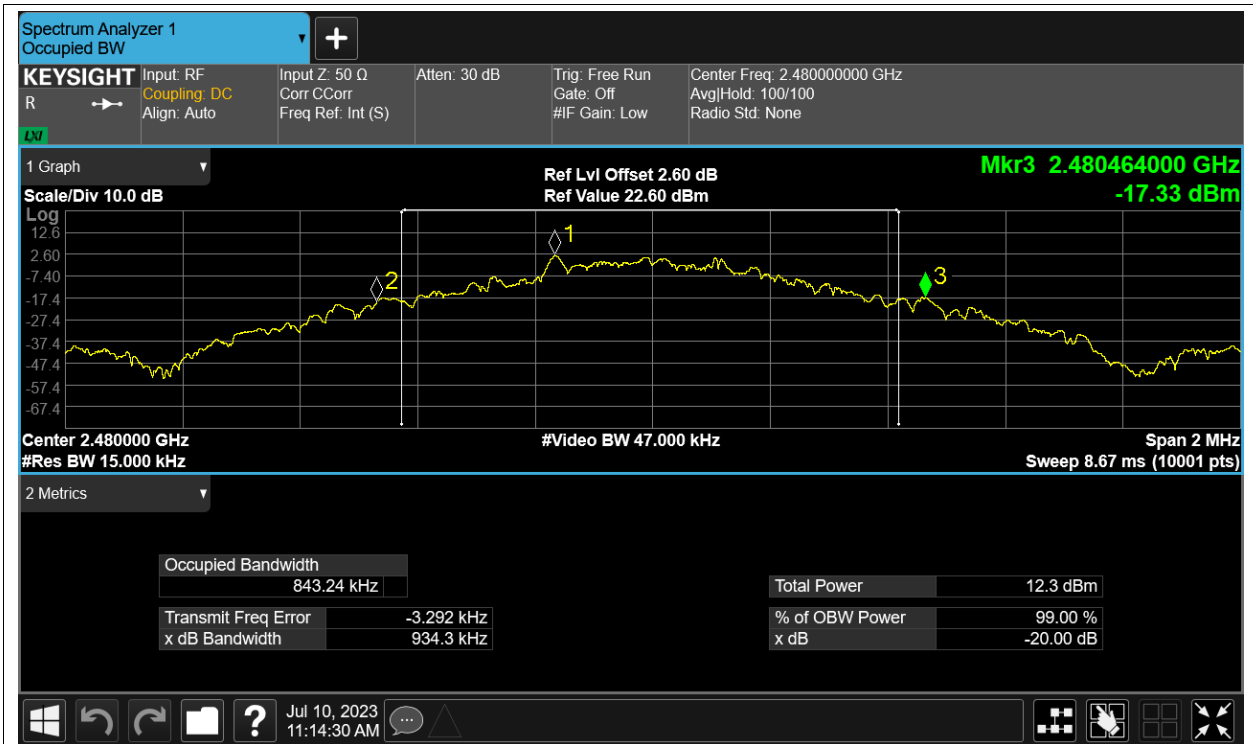 Spectrum Analyzer 1
Occupied BW
KEYSIGHT
R
LXI
Input: RF
Coupling: DC
Align: Auto
Input Z: 50 Ω
Corr CCorr
Freq Ref: Int (S)
Atten: 30 dB
Trig: Free Run
Gate: Off
#IF Gain: Low
Center Freq: 2.480000000 GHz
Avg|Hold: 100/100
Radio Std: None
1 Graph
Scale/Div 10.0 dB
Ref Lvl Offset 2.60 dB
Ref Value 22.60 dBm
Mkr3 2.480464000 GHz
-17.33 dBm
Log
12.6
2.60
-7.40
-17.4
-27.4
-37.4
-47.4
-57.4
-67.4
1
2
3
Center 2.480000 GHz
#Res BW 15.000 kHz
#Video BW 47.000 kHz
Span 2 MHz
Sweep 8.67 ms (10001 pts)
2 Metrics
Occupied Bandwidth
843.24 kHz
Transmit Freq Error -3.292 kHz
x dB Bandwidth 934.3 kHz
Total Power 12.3 dBm
% of OBW Power 99.00 %
x dB -20.00 dB
?
Jul 10, 2023
11:14:30 AM